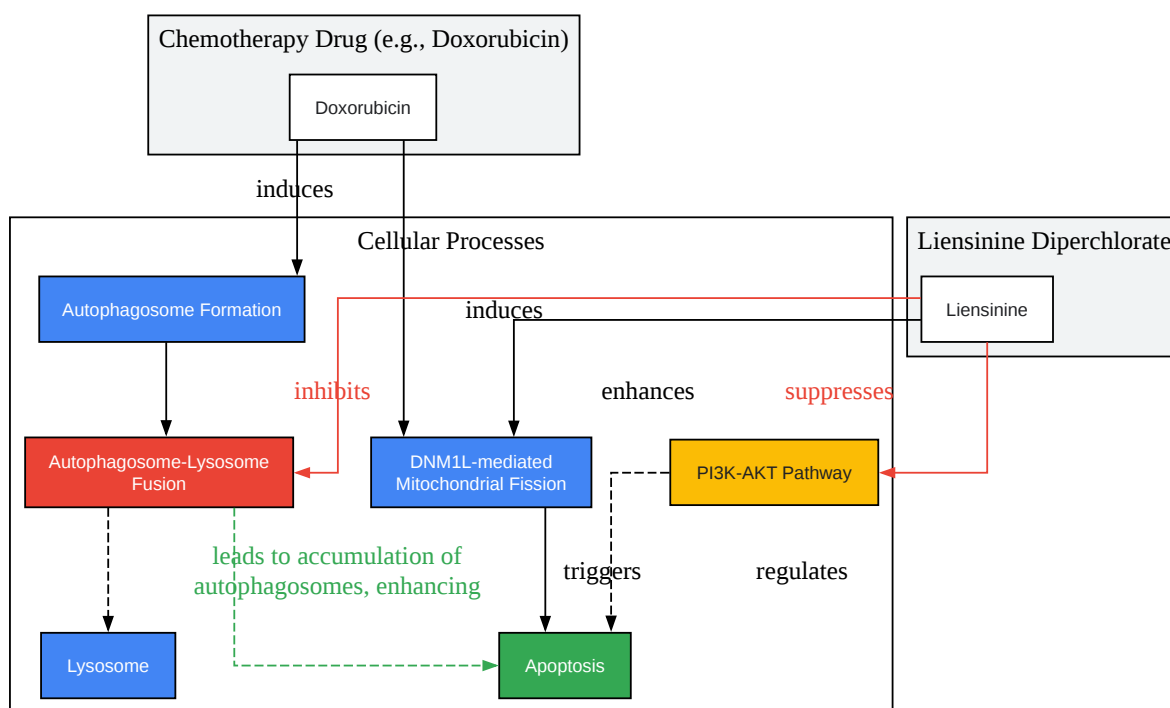 Chemotherapy Drug (e.g., Doxorubicin)
Doxorubicin
induces
Cellular Processes
Liensinine Diperchlorate
Autophagosome Formation
induces
Liensinine
inhibits
enhances
suppresses
Autophagosome-Lysosome
Fusion
DNM1L-mediated
Mitochondrial Fission
PI3K-AKT Pathway
leads to accumulation of
autophagosomes, enhancing
triggers
regulates
Lysosome
Apoptosis